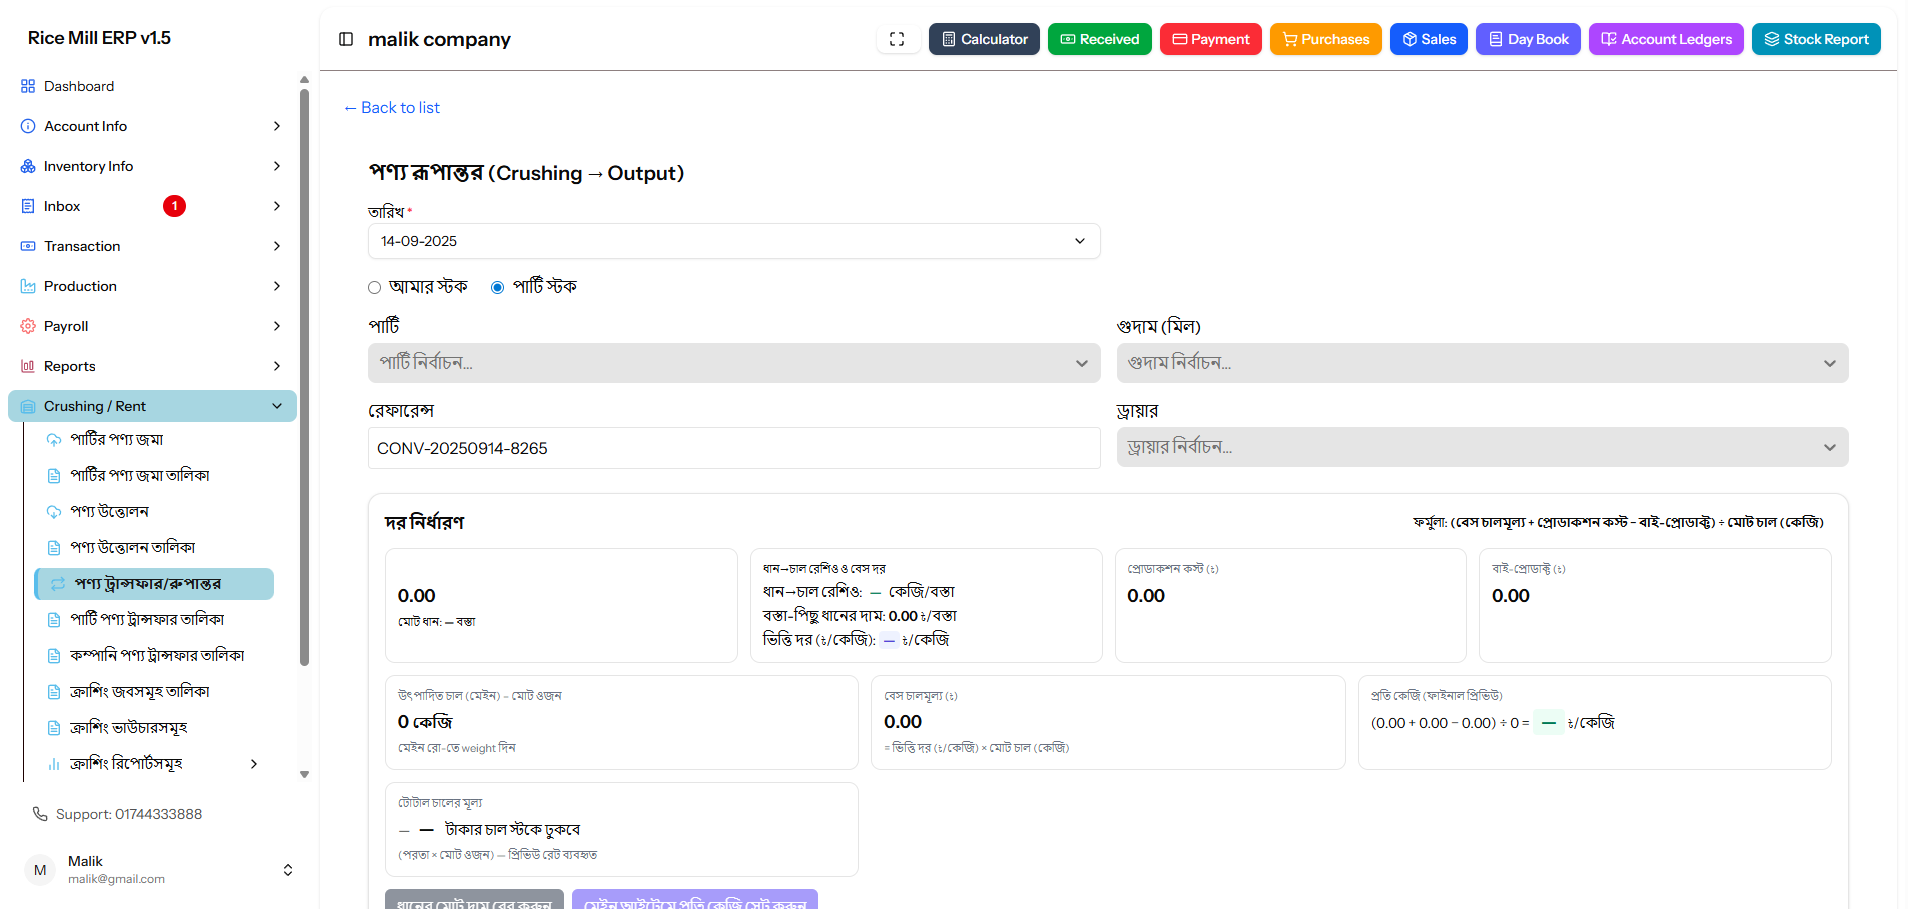 Rice Mill ERP v1.5
Dashboard
Account Info
Inventory Info
Inbox 1
Transaction
Production
Payroll
Reports
Crushing / Rent
পার্টির পণ্য জমা
পার্টির পণ্য জমা তালিকা
পণ্য উত্তোলন
পণ্য উত্তোলন তালিকা
পণ্য ট্রান্সফার/রুপান্তর
পার্টি পণ্য ট্রান্সফার তালিকা
কম্পানি পণ্য ট্রান্সফার তালিকা
ক্রাশিং জবসমূহ তালিকা
ক্রাশিং ভাউচারসমূহ
ক্রাশিং রিপোর্টসমূহ
Support: 01744333888
M
Malik
malik@gmail.com
malik company
Calculator Received Payment Purchases Sales Day Book Account Ledgers Stock Report
← Back to list
পণ্য রূপান্তর (Crushing → Output)
তারিখ *
14-09-2025
আমার স্টক পার্টি স্টক
পার্টি গুদাম (মিল)
পার্টি নির্বাচন... গুদাম নির্বাচন...
রেফারেন্স ড্রায়ার
CONV-20250914-8265 ড্রায়ার নির্বাচন...
দর নির্ধারণ ফর্মুলা: (বেস চালমূল্য + প্রোডাকশন কস্ট − বাই-প্রোডাক্ট) ÷ মোট চাল (কেজি)
0.00
মোট ধান: — বস্তা
ধান→চাল রেশিও ও বেস দর
ধান→চাল রেশিও: — কেজি/বস্তা
বস্তা-পিছু ধানের দাম: 0.00 ৳/বস্তা
ভিত্তি দর (৳/কেজি): — ৳/কেজি
প্রোডাকশন কস্ট (৳)
0.00
বাই-প্রোডাক্ট (৳)
0.00
উৎপাদিত চাল (মেইন) – মোট ওজন
0 কেজি
মেইন রো-তে weight দিন
বেস চালমূল্য (৳)
0.00
= ভিত্তি দর (৳/কেজি) × মোট চাল (কেজি)
প্রতি কেজি (ফাইনাল প্রিভিউ)
(0.00 + 0.00 − 0.00) ÷ 0 = — ৳/কেজি
টোটাল চালের মূল্য
— — টাকার চাল স্টকে ঢুকবে
(পরতা × মোট ওজন) — প্রিভিউ রেট ব্যবহৃত
ধানের মোট দাম বের করুন মেইন আইটেমে প্রতি কেজি সেট করুন